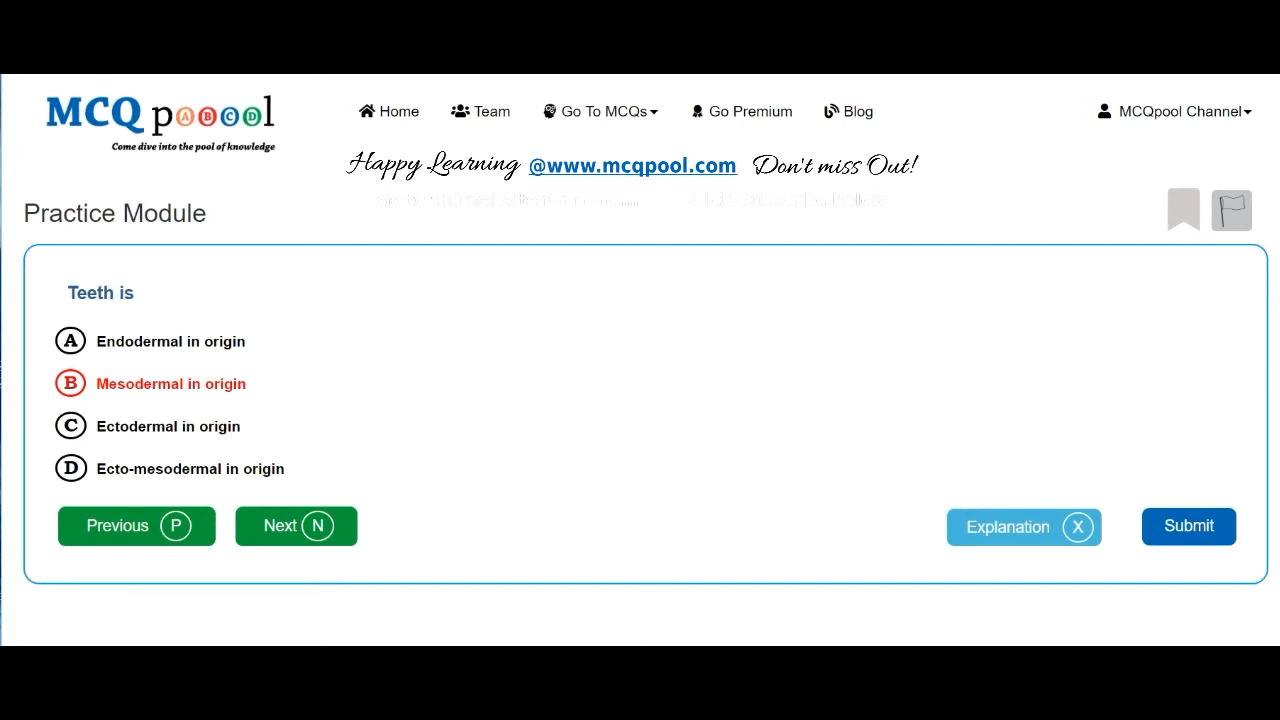 MCQ pABCDl
Come dive into the pool of knowledge
Home Team Go To MCQs Go Premium Blog MCQpool Channel
Happy Learning @www.mcqpool.com Don't miss Out!
Practice Module
Teeth is
A Endodermal in origin
B Mesodermal in origin
C Ectodermal in origin
D Ecto-mesodermal in origin
Previous P Next N Explanation X Submit